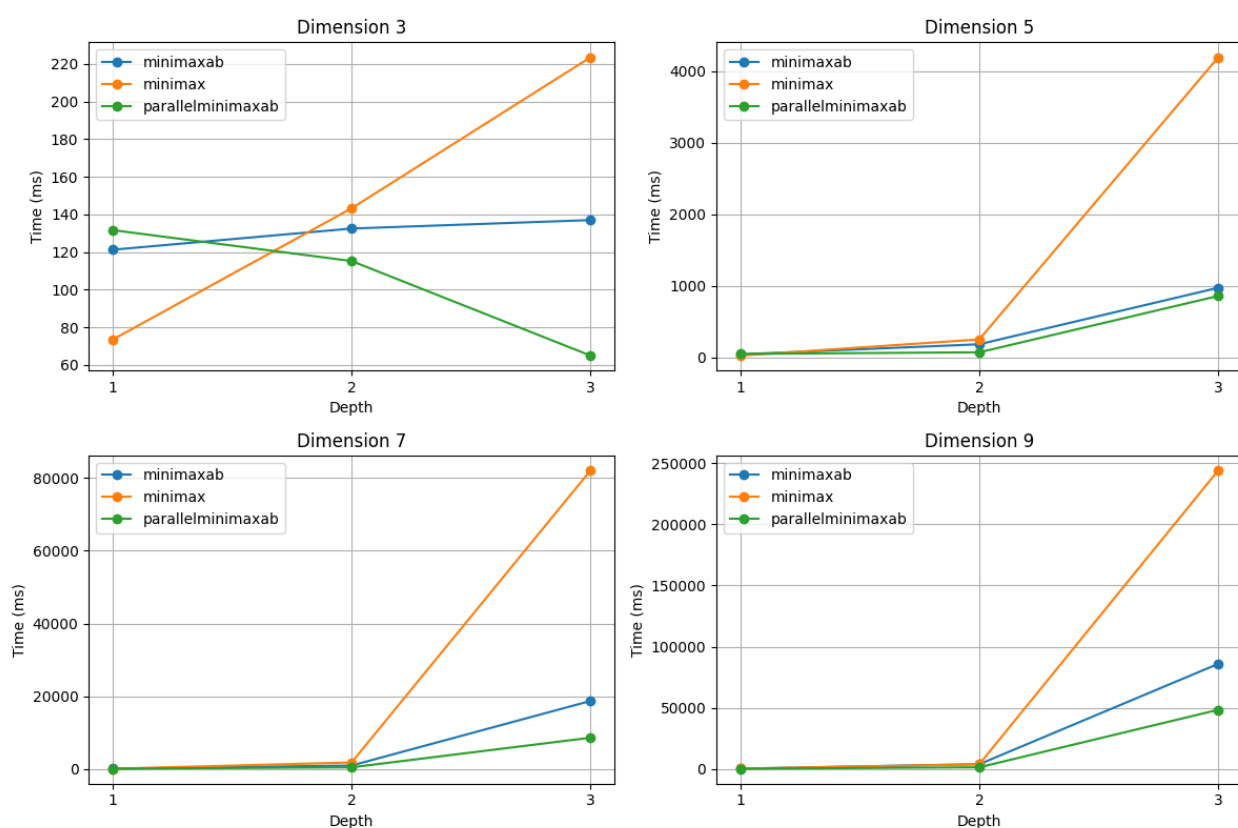 Dimension 3
minimaxab
minimax
parallelminimaxab
220
200
180
160
140
120
100
80
60
Time (ms)
1 2 3
Depth
Dimension 5
minimaxab
minimax
parallelminimaxab
4000
3000
2000
1000
0
Time (ms)
1 2 3
Depth
Dimension 7
minimaxab
minimax
parallelminimaxab
80000
60000
40000
20000
0
Time (ms)
1 2 3
Depth
Dimension 9
minimaxab
minimax
parallelminimaxab
250000
200000
150000
100000
50000
0
Time (ms)
1 2 3
Depth